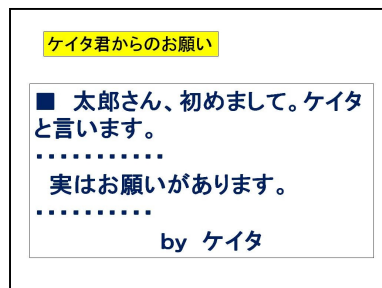 ケイタ君からのお願い
■　太郎さん、初めまして。ケイタ
と言います。
・・・・・・・・・・・
　実はお願いがあります。
・・・・・・・・・・
by　ケイタ